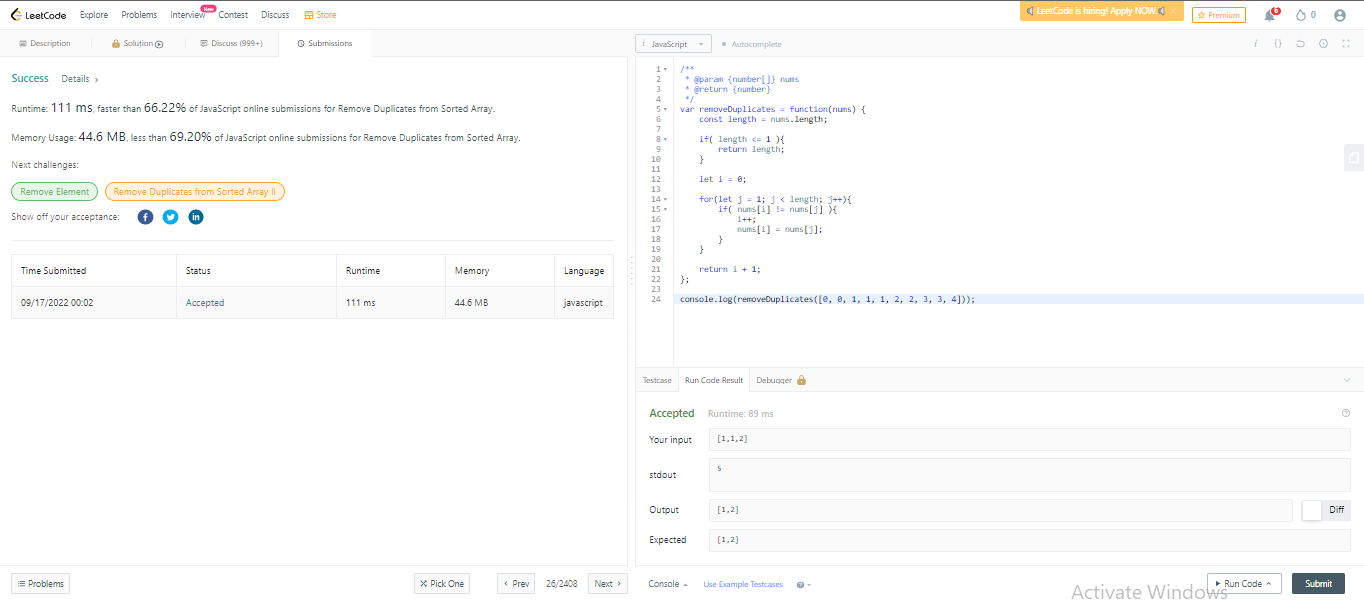 LeetCode Explore Problems Interview New Contest Discuss Store LeetCode is hiring! Apply NOW. Premium 6 0
Description Solution Discuss (999+) Submissions
i JavaScript Autocomplete i {}
Success Details
Runtime: 111 ms, faster than 66.22% of JavaScript online submissions for Remove Duplicates from Sorted Array.
Memory Usage: 44.6 MB, less than 69.20% of JavaScript online submissions for Remove Duplicates from Sorted Array.
Next challenges:
Remove Element Remove Duplicates from Sorted Array II
Show off your acceptance:
Time Submitted Status Runtime Memory Language
09/17/2022 00:02 Accepted 111 ms 44.6 MB javascript
1 /**
2 * @param {number[]} nums
3 * @return {number}
4 */
5 var removeDuplicates = function(nums) {
6 const length = nums.length;
7
8 if( length <= 1 ){
9 return length;
10 }
11
12 let i = 0;
13
14 for(let j = 1; j < length; j++){
15 if( nums[i] != nums[j] ){
16 i++;
17 nums[i] = nums[j];
18 }
19 }
20
21 return i + 1;
22 };
23
24 console.log(removeDuplicates([0, 0, 1, 1, 1, 2, 2, 3, 3, 4]));
Testcase Run Code Result Debugger
Accepted Runtime: 89 ms
Your input [1,1,2]
stdout 5
Output [1,2] Diff
Expected [1,2]
Problems Pick One Prev 26/2408 Next
Console Use Example Testcases Run Code Submit
Activate Windows